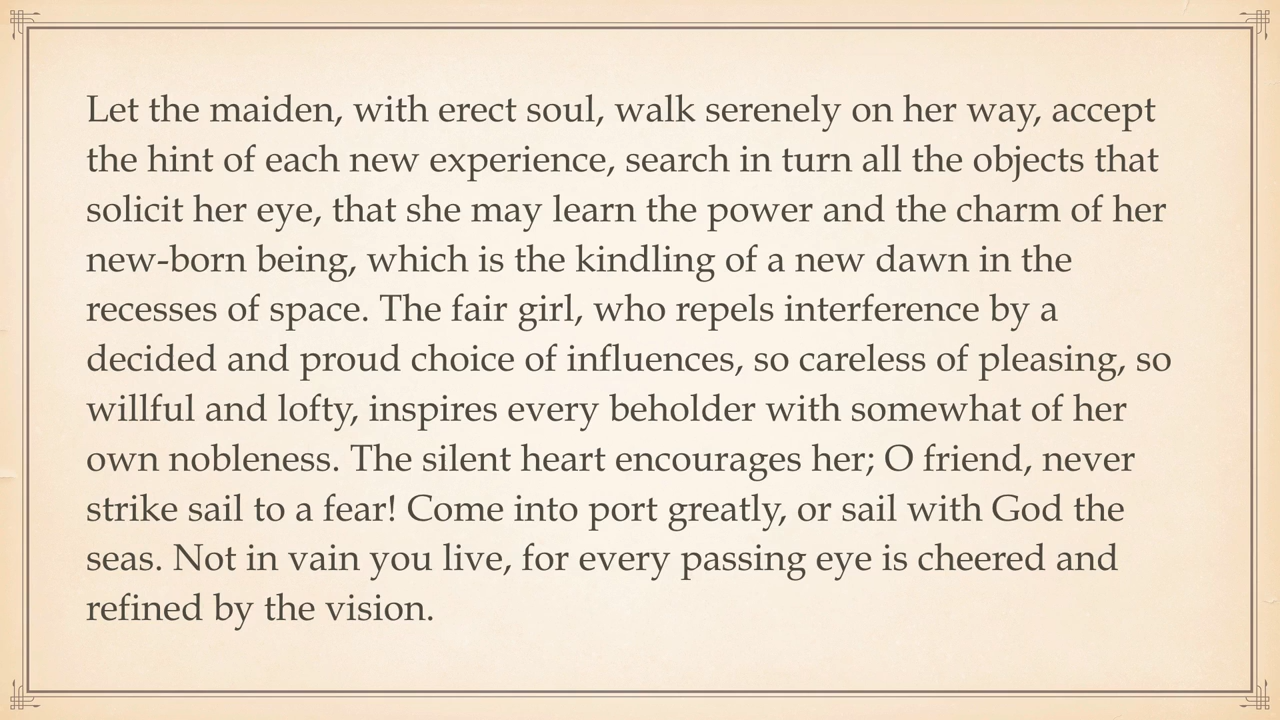 Let the maiden, with erect soul, walk serenely on her way, accept
the hint of each new experience, search in turn all the objects that
solicit her eye, that she may learn the power and the charm of her
new-born being, which is the kindling of a new dawn in the
recesses of space. The fair girl, who repels interference by a
decided and proud choice of influences, so careless of pleasing, so
willful and lofty, inspires every beholder with somewhat of her
own nobleness. The silent heart encourages her; O friend, never
strike sail to a fear! Come into port greatly, or sail with God the
seas. Not in vain you live, for every passing eye is cheered and
refined by the vision.